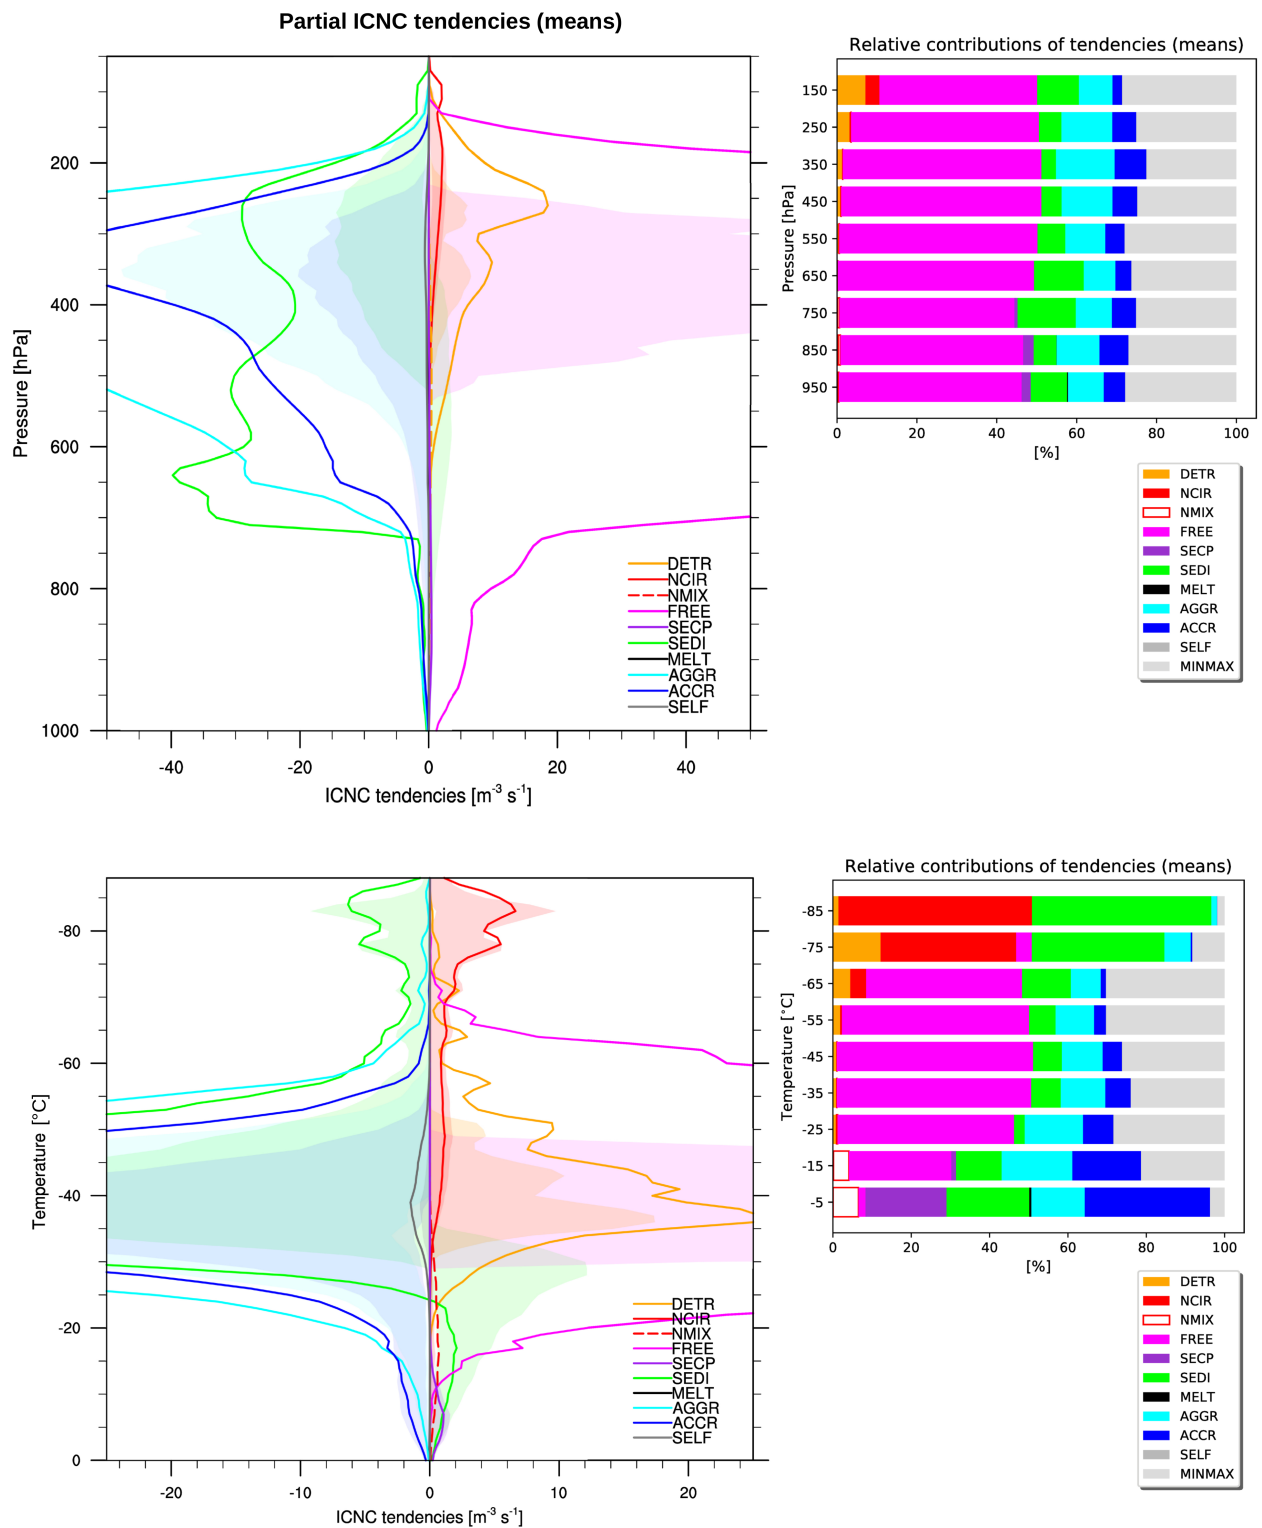 Partial ICNC tendencies (means)
Pressure [hPa]
200
400
600
800
1000
-40
-20
0
20
40
ICNC tendencies [m-3 s-1]
DETR
NCIR
NMIX
FREE
SECP
SEDI
MELT
AGGR
ACCR
SELF
Relative contributions of tendencies (means)
Pressure [hPa]
150
250
350
450
550
650
750
850
950
0
20
40
60
80
100
[%]
DETR
NCIR
NMIX
FREE
SECP
SEDI
MELT
AGGR
ACCR
SELF
MINMAX
Temperature [°C]
-80
-60
-40
-20
0
-20
-10
0
10
20
ICNC tendencies [m-3 s-1]
DETR
NCIR
NMIX
FREE
SECP
SEDI
MELT
AGGR
ACCR
SELF
Relative contributions of tendencies (means)
Temperature [°C]
-85
-75
-65
-55
-45
-35
-25
-15
-5
0
20
40
60
80
100
[%]
DETR
NCIR
NMIX
FREE
SECP
SEDI
MELT
AGGR
ACCR
SELF
MINMAX